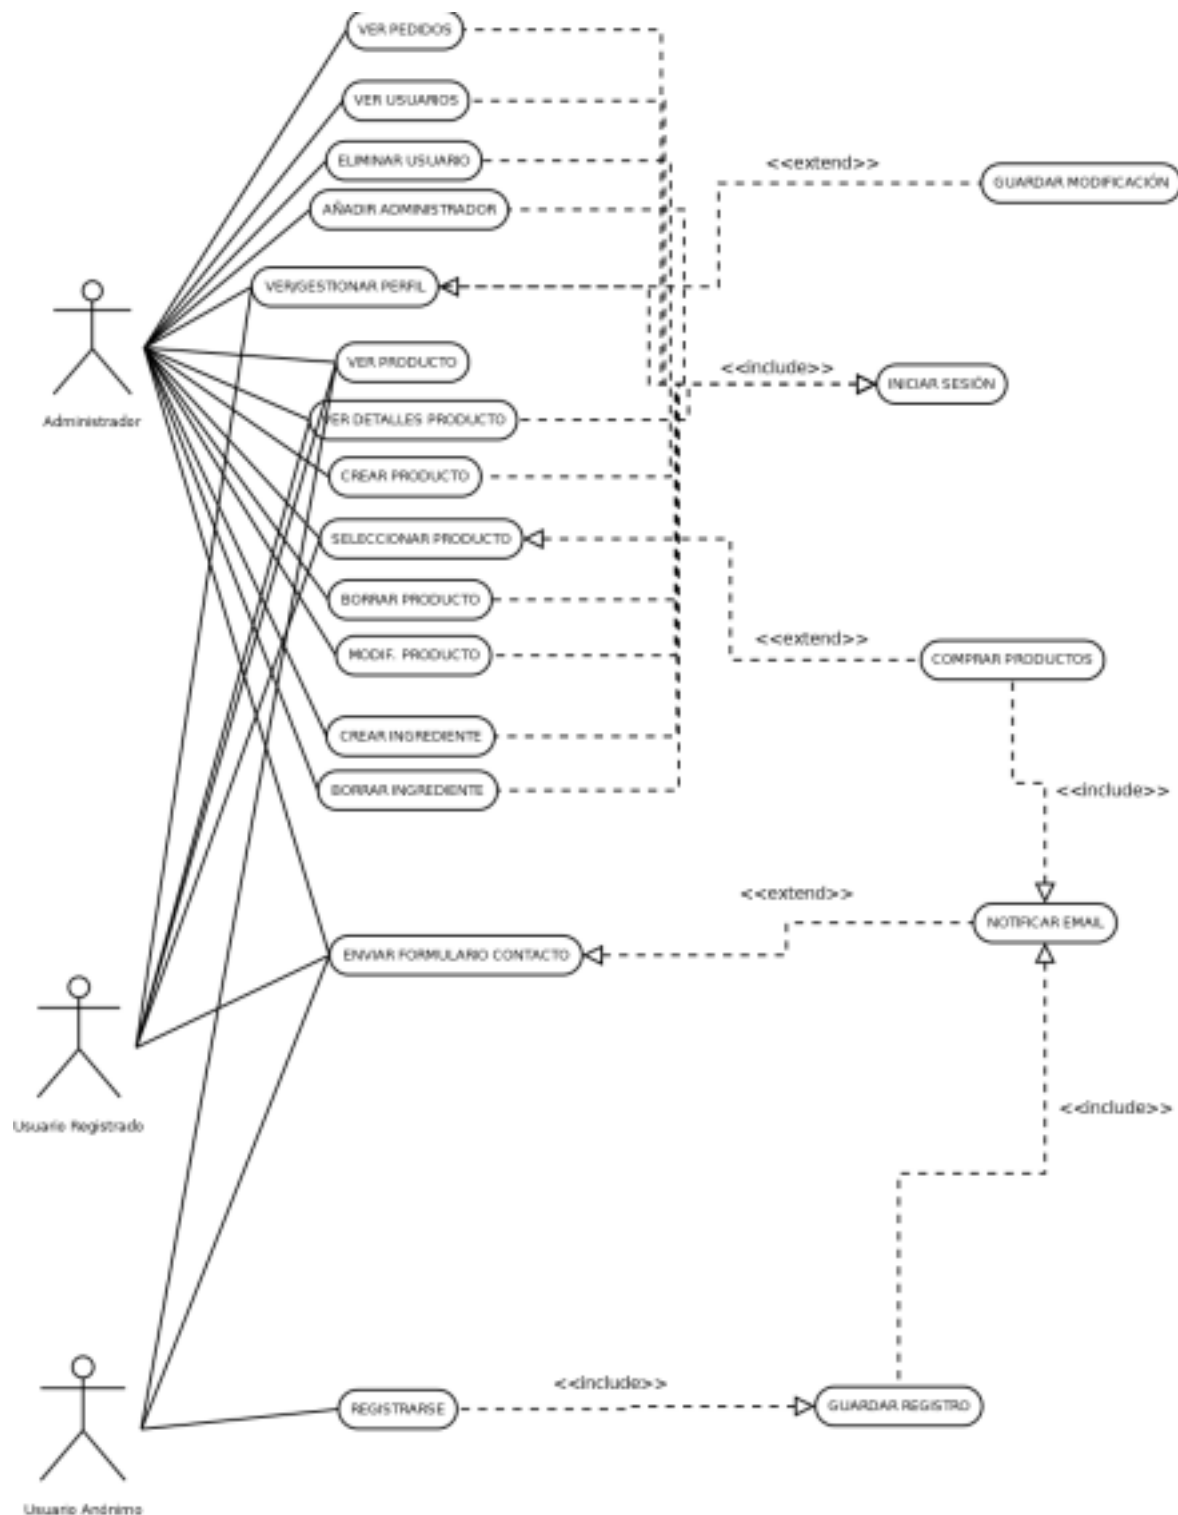 VER PEDIDOS
VER USUARIOS
ELIMINAR USUARIO
<<extend>>
GUARDAR MODIFICACIÓN
AÑADIR ADMINISTRADOR
VER/GESTIONAR PERFIL
VER PRODUCTO
<<include>>
INICIAR SESIÓN
Administrador
VER DETALLES PRODUCTO
CREAR PRODUCTO
SELECCIONAR PRODUCTO
BORRAR PRODUCTO
<<extend>>
MODIF. PRODUCTO
COMPRAR PRODUCTOS
CREAR INGREDIENTE
BORRAR INGREDIENTE
<<include>>
<<extend>>
NOTIFICAR EMAIL
ENVIAR FORMULARIO CONTACTO
<<include>>
Usuario Registrado
<<include>>
REGISTRARSE
GUARDAR REGISTRO
Usuario Anónimo